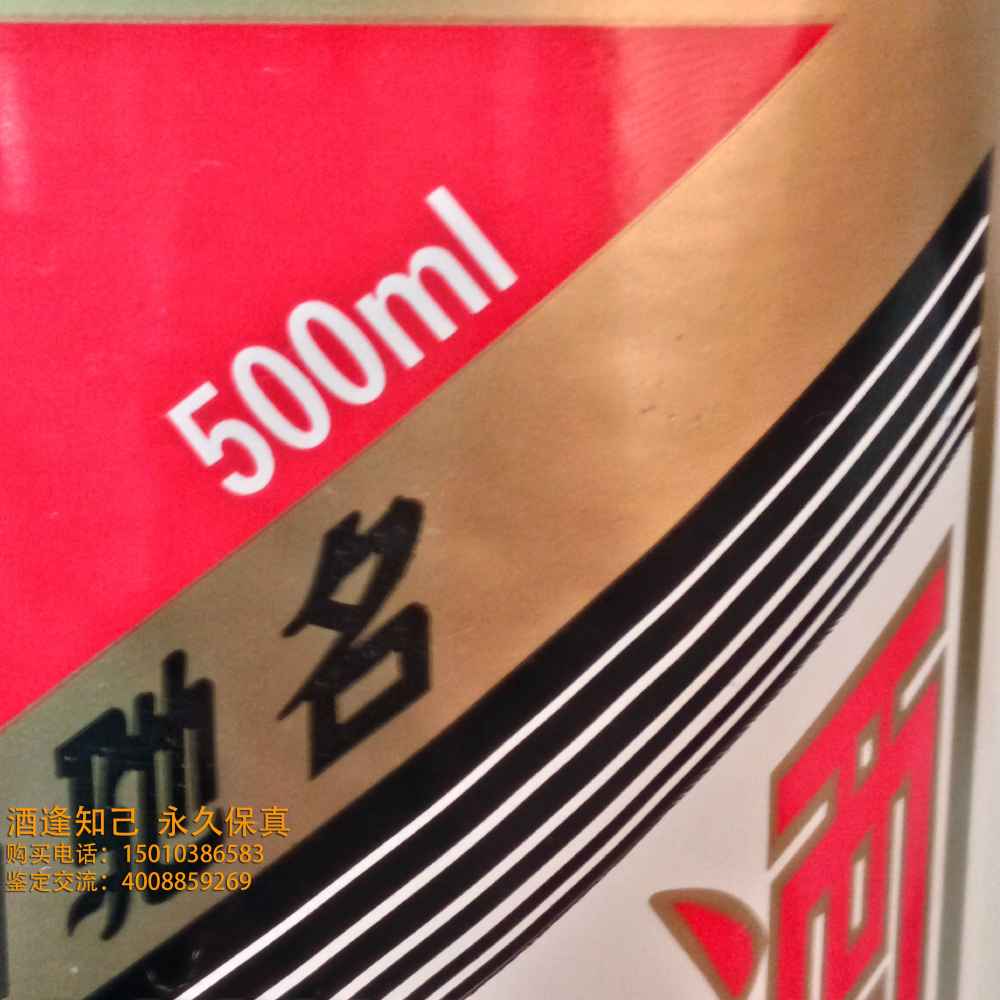 500ml
驰名
酒
酒逢知己 永久保真
购买电话：15010386583
鉴定交流：4008859269